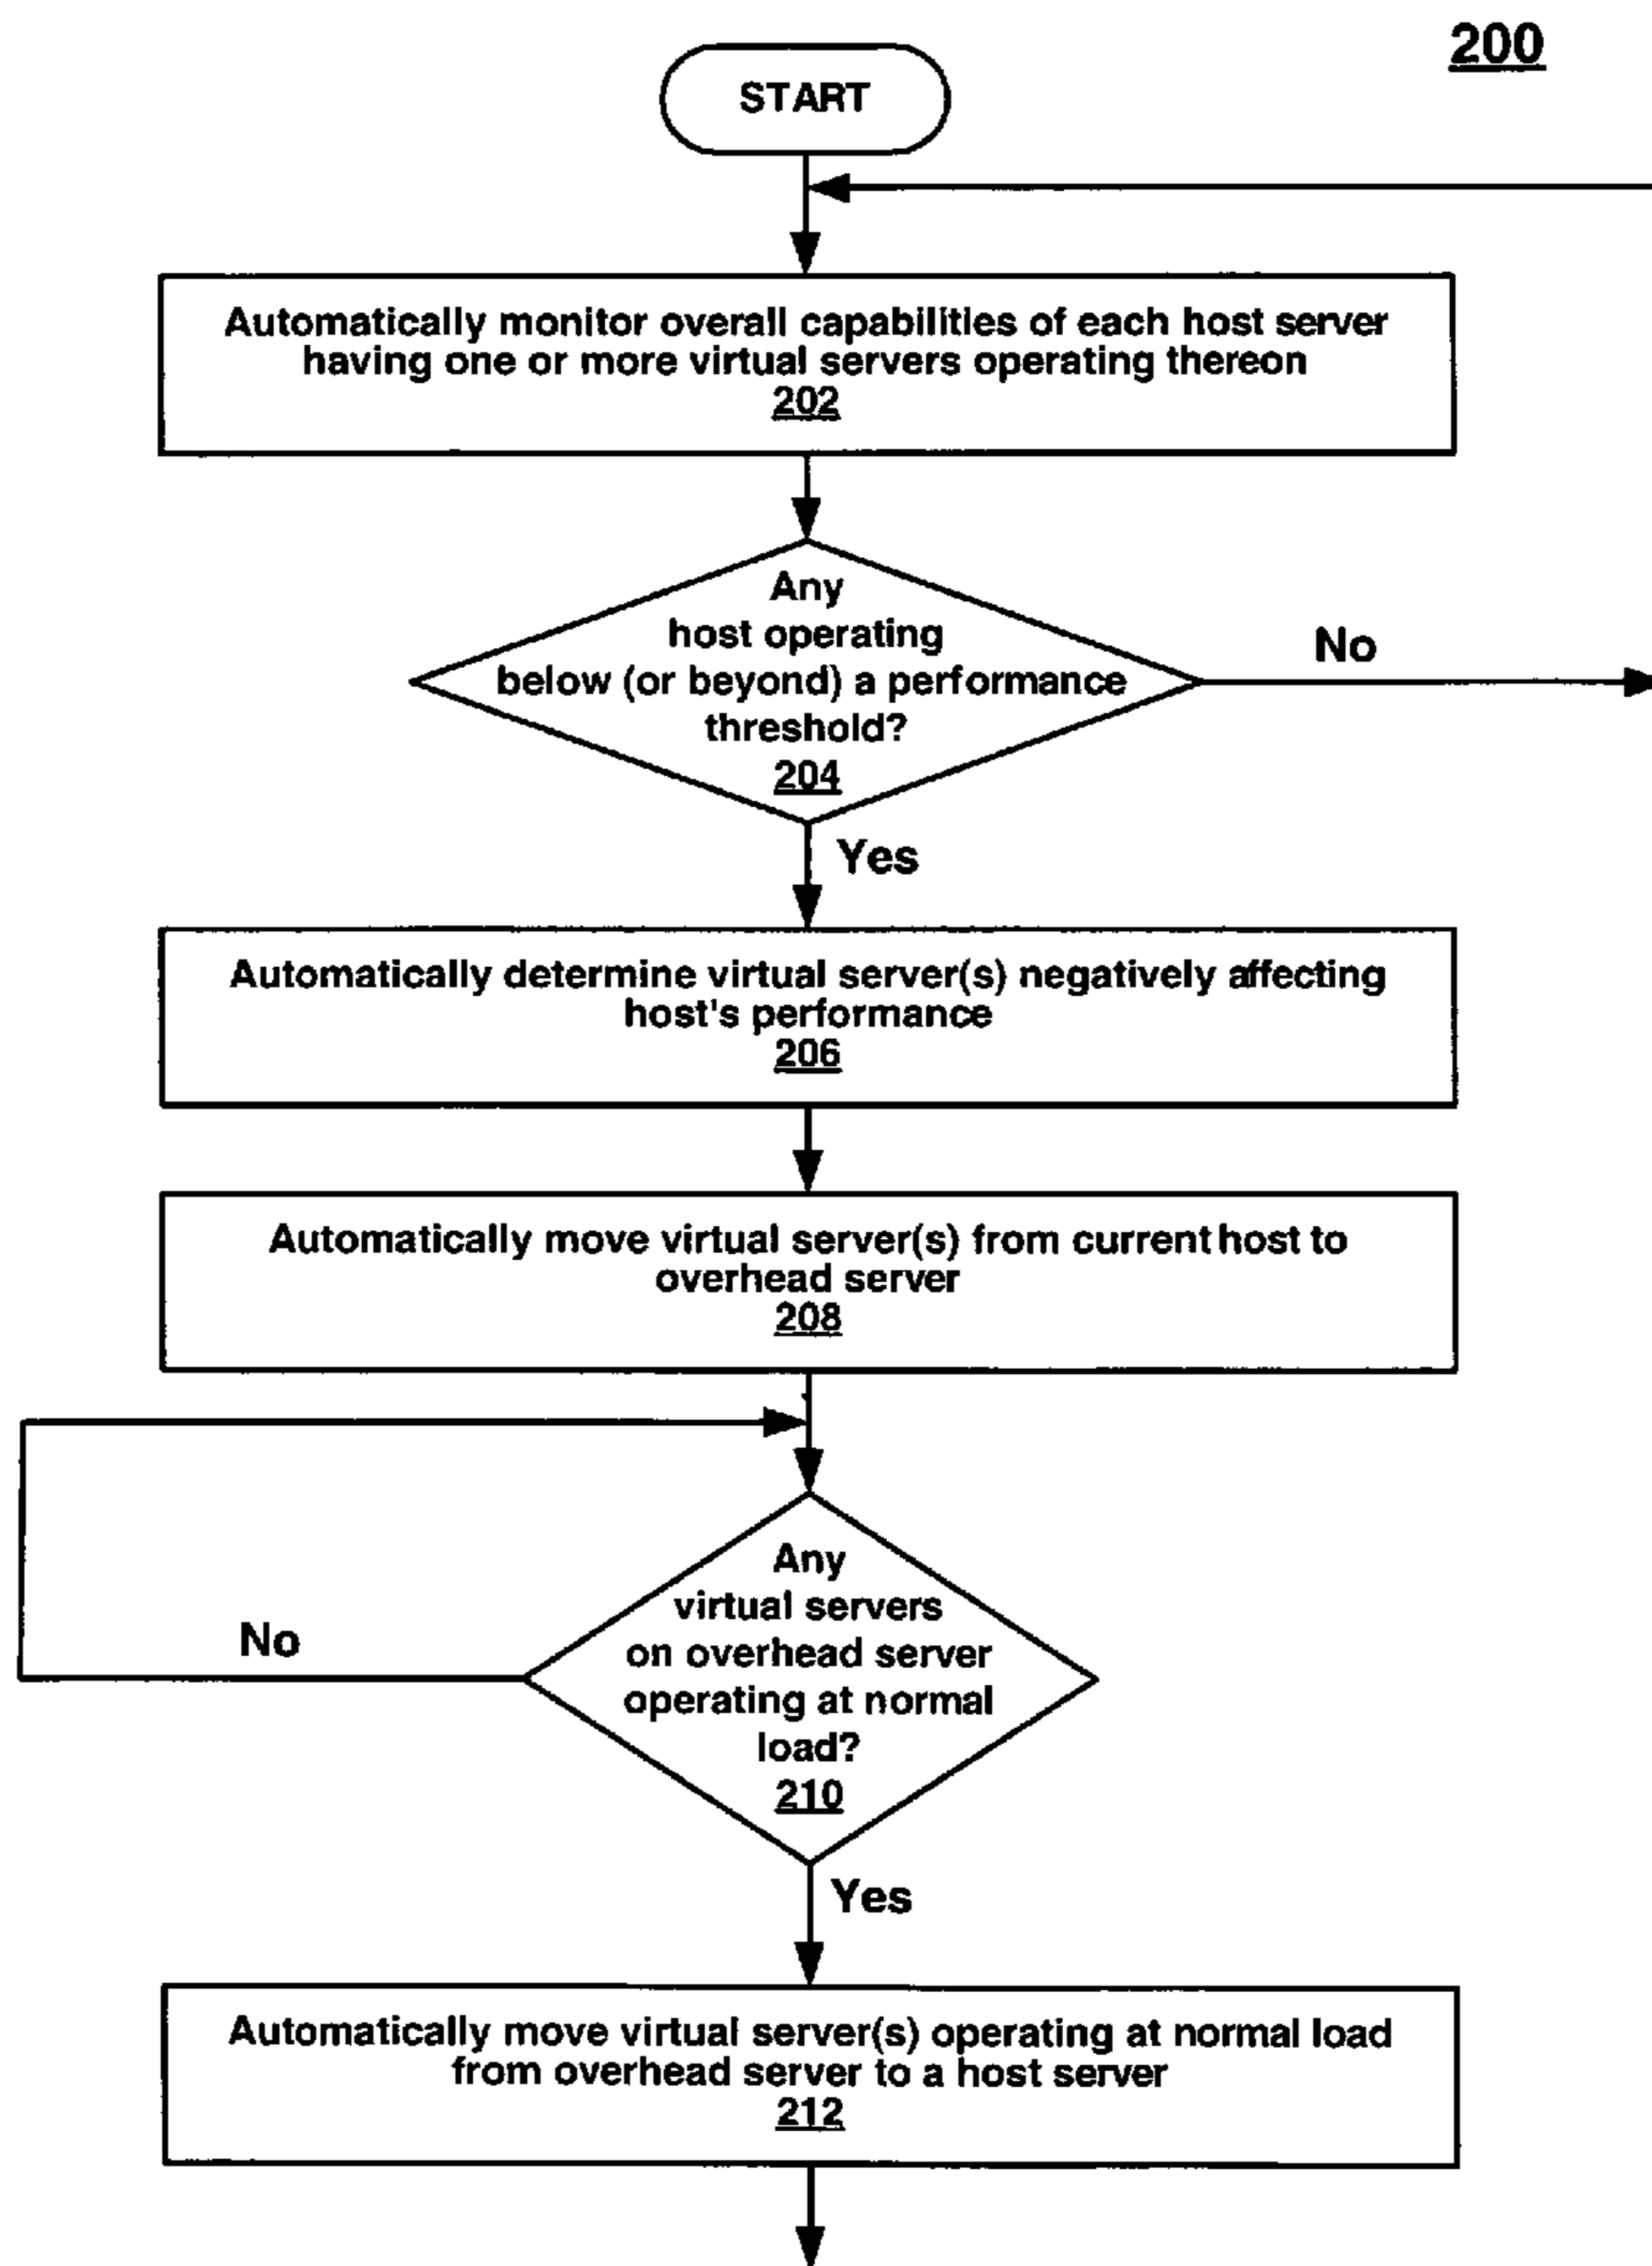 200
START
Automatically monitor overall capabilities of each host server
having one or more virtual servers operating thereon
202
Any
host operating
below (or beyond) a performance
threshold?
204
No
Yes
Automatically determine virtual server(s) negatively affecting
host's performance
206
Automatically move virtual server(s) from current host to
overhead server
208
Any
virtual servers
on overhead server
operating at normal
load?
210
No
Yes
Automatically move virtual server(s) operating at normal load
from overhead server to a host server
212